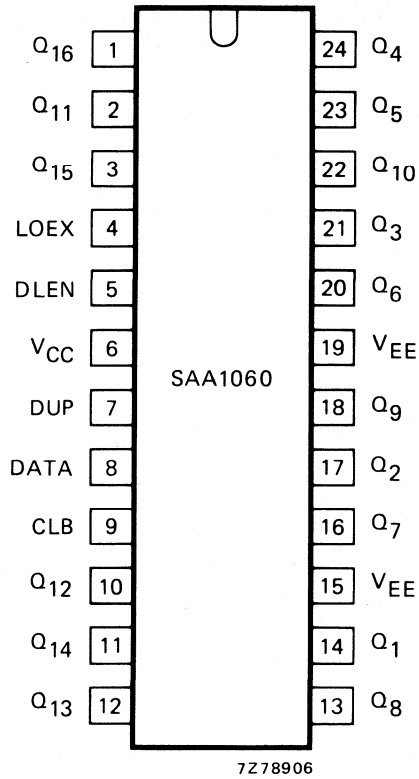 Q16 1 24 Q4
Q11 2 23 Q5
Q15 3 22 Q10
LOEX 4 21 Q3
DLEN 5 20 Q6
VCC 6 19 VEE
SAA1060
DUP 7 18 Q9
DATA 8 17 Q2
CLB 9 16 Q7
Q12 10 15 VEE
Q14 11 14 Q1
Q13 12 13 Q8
7Z78906